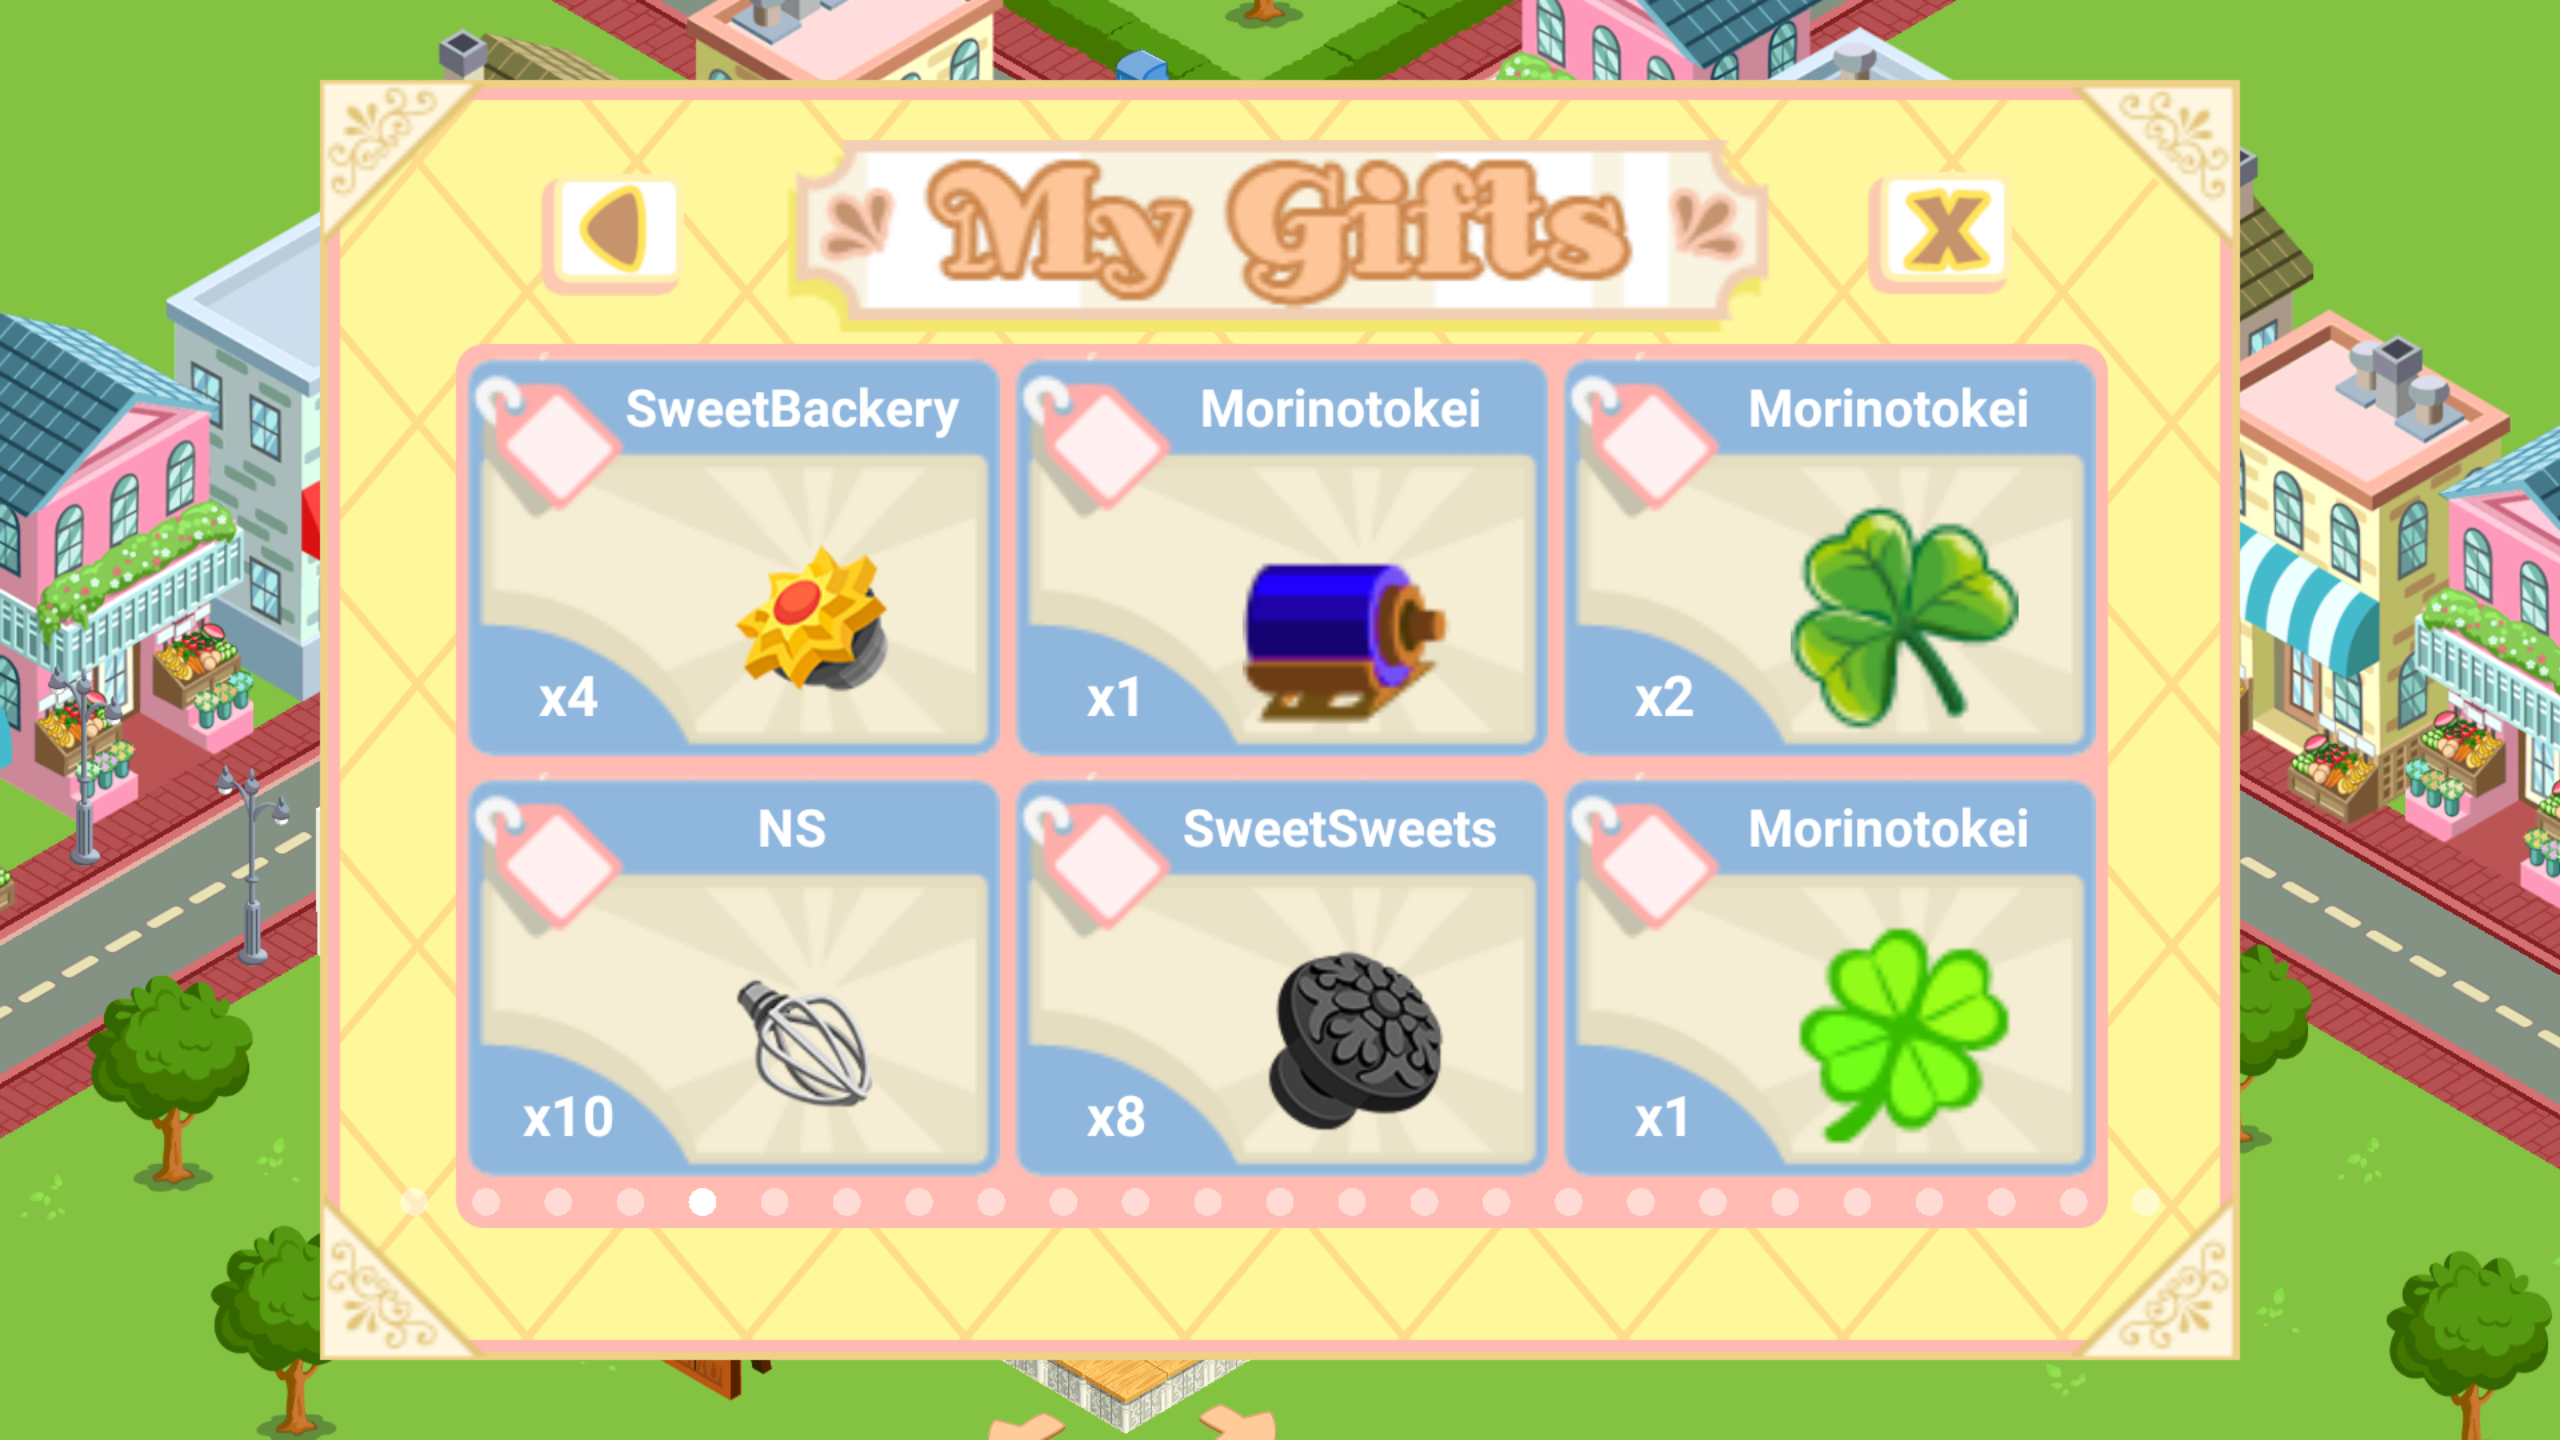 My Gifts
X
SweetBackery
x4
Morinotokei
x1
Morinotokei
x2
NS
x10
SweetSweets
x8
Morinotokei
x1